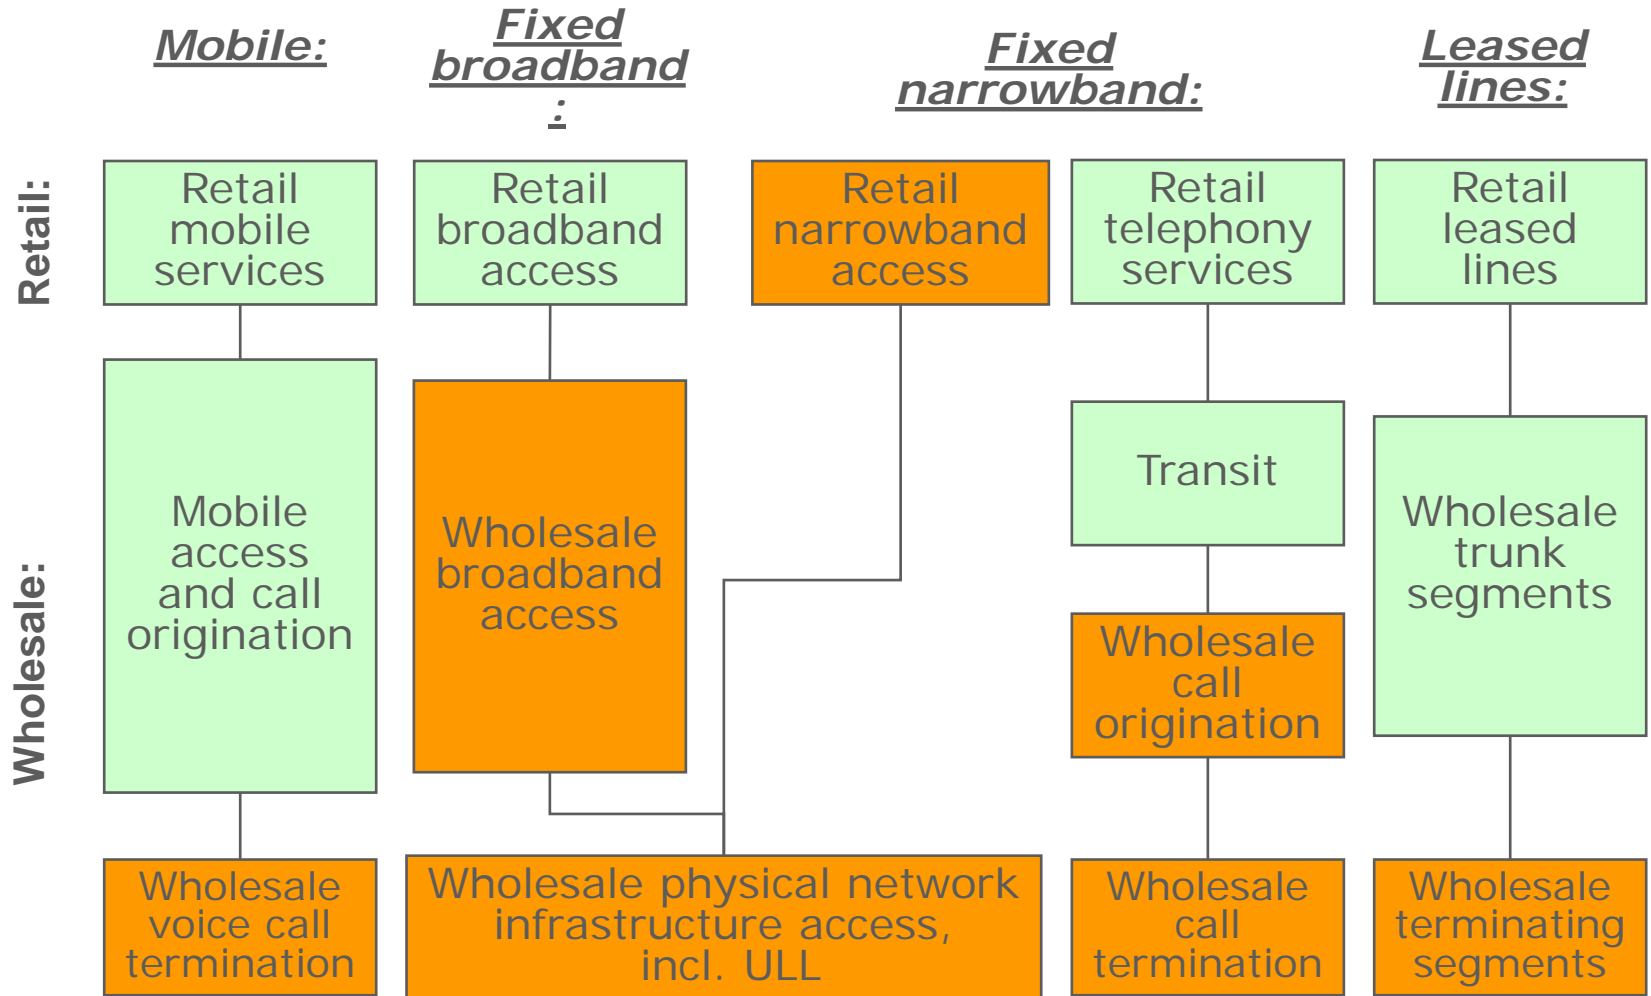 Mobile:
Fixed
broadband
:
Fixed
narrowband:
Leased
lines:
Retail:
Retail
mobile
services
Retail
broadband
access
Retail
narrowband
access
Retail
telephony
services
Retail
leased
lines
Wholesale:
Mobile
access
and call
origination
Wholesale
broadband
access
Transit
Wholesale
call
origination
Wholesale
trunk
segments
Wholesale
voice call
termination
Wholesale physical network
infrastructure access,
incl. ULL
Wholesale
call
termination
Wholesale
terminating
segments